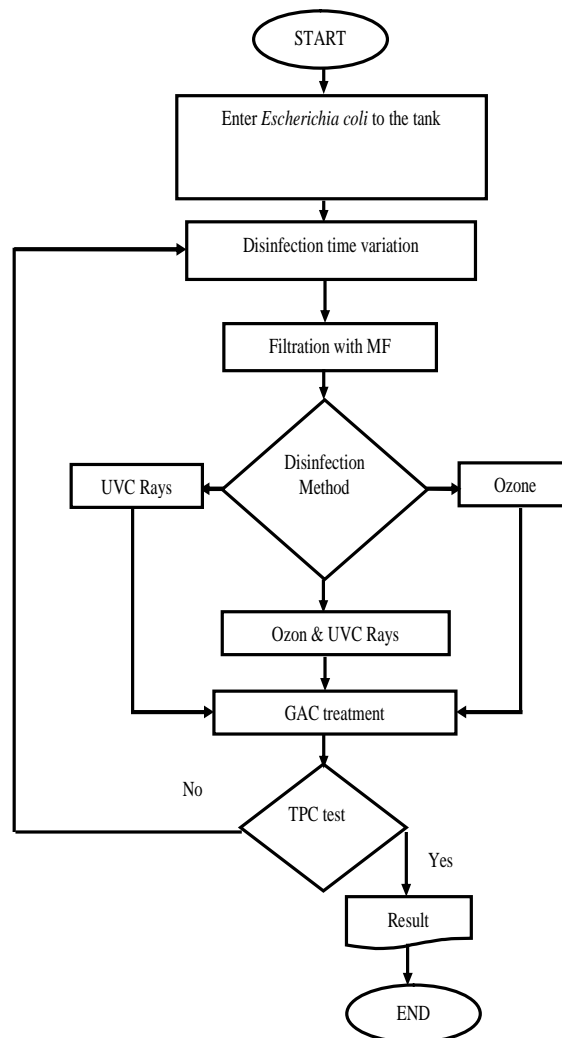 START
Enter Escherichia coli to the tank
Disinfection time variation
Filtration with MF
Disinfection
Method
UVC Rays
Ozone
Ozon & UVC Rays
GAC treatment
No
TPC test
Yes
Result
END